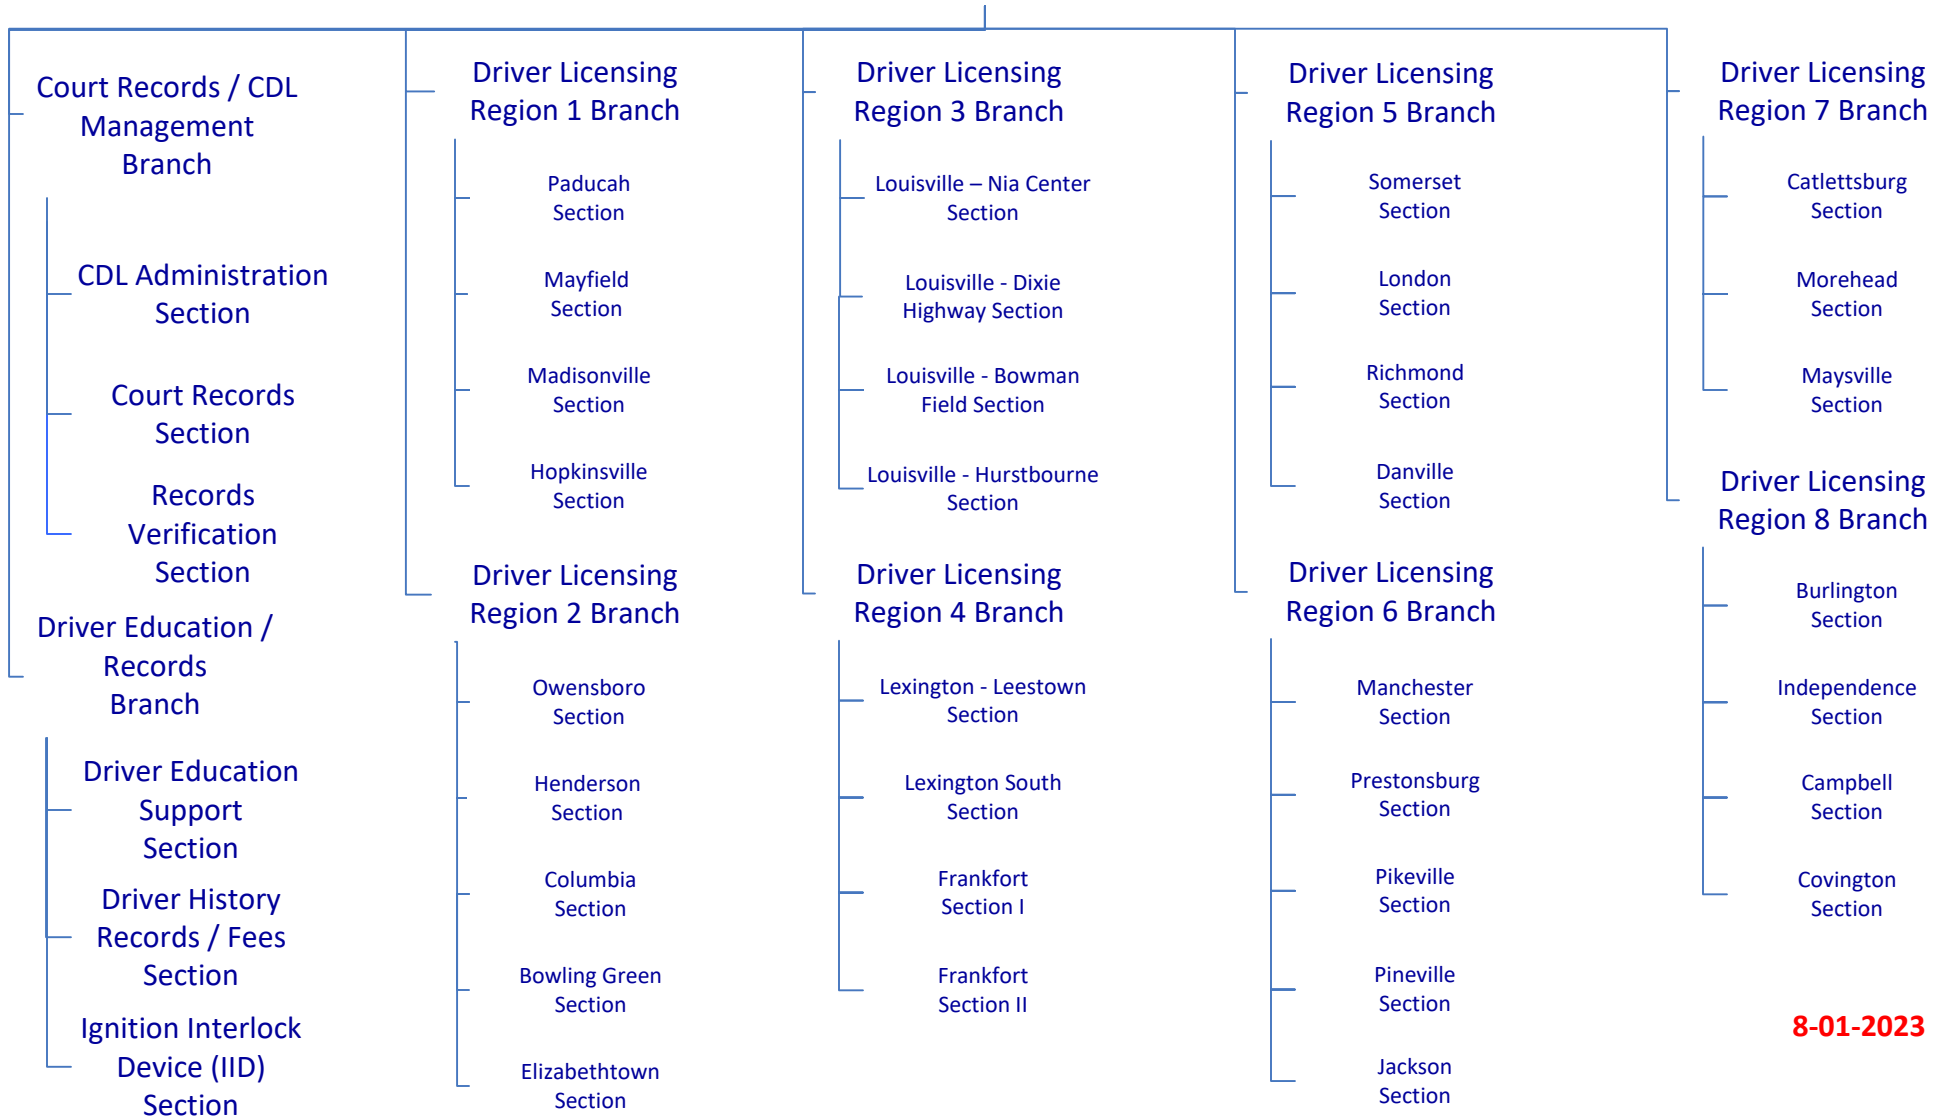 Court Records / CDL
Management
Branch
CDL Administration
Section
Court Records
Section
Records
Verification
Section
Driver Education /
Records
Branch
Driver Education
Support
Section
Driver History
Records / Fees
Section
Ignition Interlock
Device (IID)
Section
Driver Licensing
Region 1 Branch
Paducah
Section
Mayfield
Section
Madisonville
Section
Hopkinsville
Section
Driver Licensing
Region 2 Branch
Owensboro
Section
Henderson
Section
Columbia
Section
Bowling Green
Section
Elizabethtown
Section
Driver Licensing
Region 3 Branch
Louisville – Nia Center
Section
Louisville - Dixie
Highway Section
Louisville - Bowman
Field Section
Louisville - Hurstbourne
Section
Driver Licensing
Region 4 Branch
Lexington - Leestown
Section
Lexington South
Section
Frankfort
Section I
Frankfort
Section II
Driver Licensing
Region 5 Branch
Somerset
Section
London
Section
Richmond
Section
Danville
Section
Driver Licensing
Region 6 Branch
Manchester
Section
Prestonsburg
Section
Pikeville
Section
Pineville
Section
Jackson
Section
Driver Licensing
Region 7 Branch
Catlettsburg
Section
Morehead
Section
Maysville
Section
Driver Licensing
Region 8 Branch
Burlington
Section
Independence
Section
Campbell
Section
Covington
Section
8-01-2023